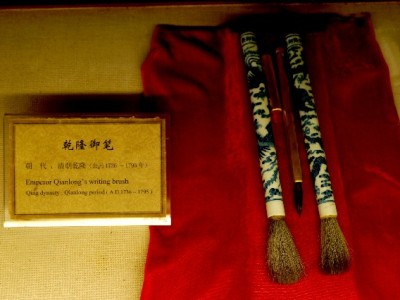 乾隆御笔
Emperor Qianlong's writing brush
Qing dynasty, Qianlong period ( A.D.1736 ~ 1795 )